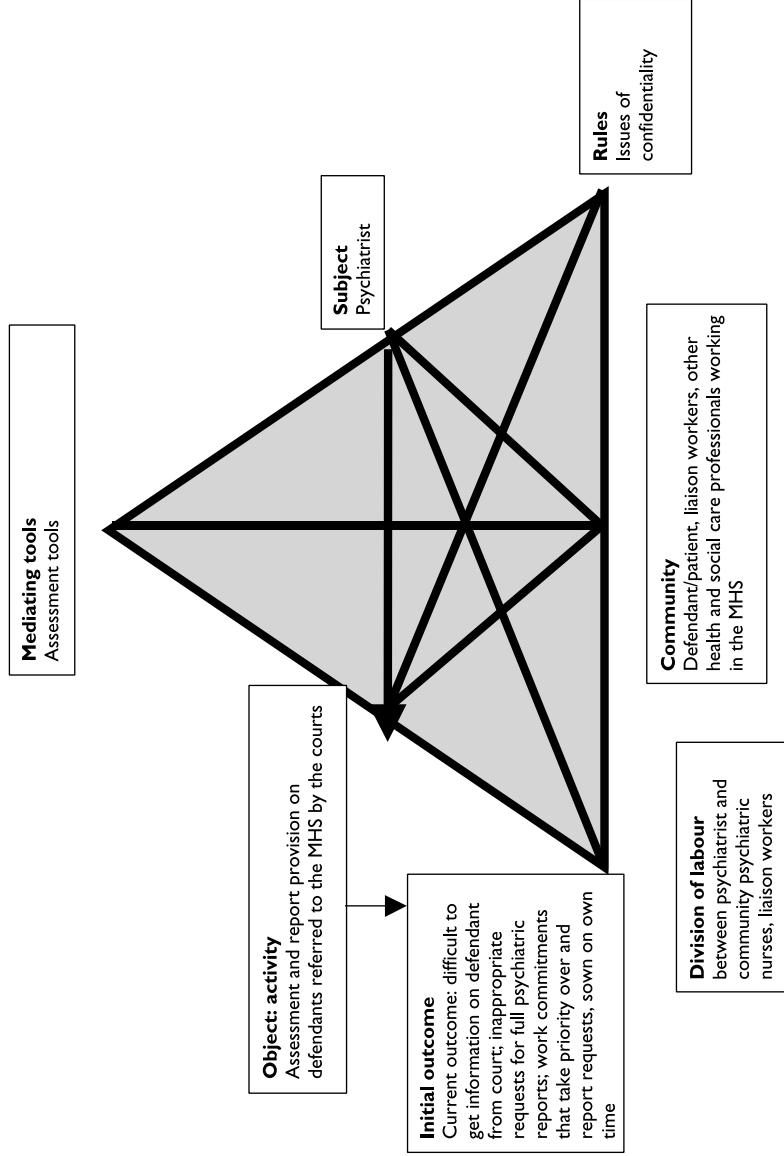 Mediating tools
Assessment tools
Subject
Psychiatrist
Rules
Issues of
confidentiality
Community
Defendant/patient, liaison workers, other
health and social care professionals working
in the MHS
Division of labour
between psychiatrist and
community psychiatric
nurses, liaison workers
Object: activity
Assessment and report provision on
defendants referred to the MHS by the courts
Initial outcome
Current outcome: difficult to
get information on defendant
from court; inappropriate
requests for full psychiatric
reports; work commitments
that take priority over and
report requests, sown on own
time